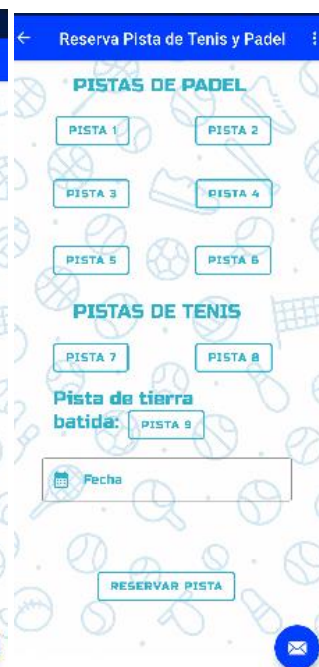 Reserva Pista de Tenis y Padel
PISTAS DE PADEL
PISTA 1 PISTA 2
PISTA 3 PISTA 4
PISTA 5 PISTA 6
PISTAS DE TENIS
PISTA 7 PISTA 8
Pista de tierra
batida: PISTA 9
Fecha
RESERVAR PISTA